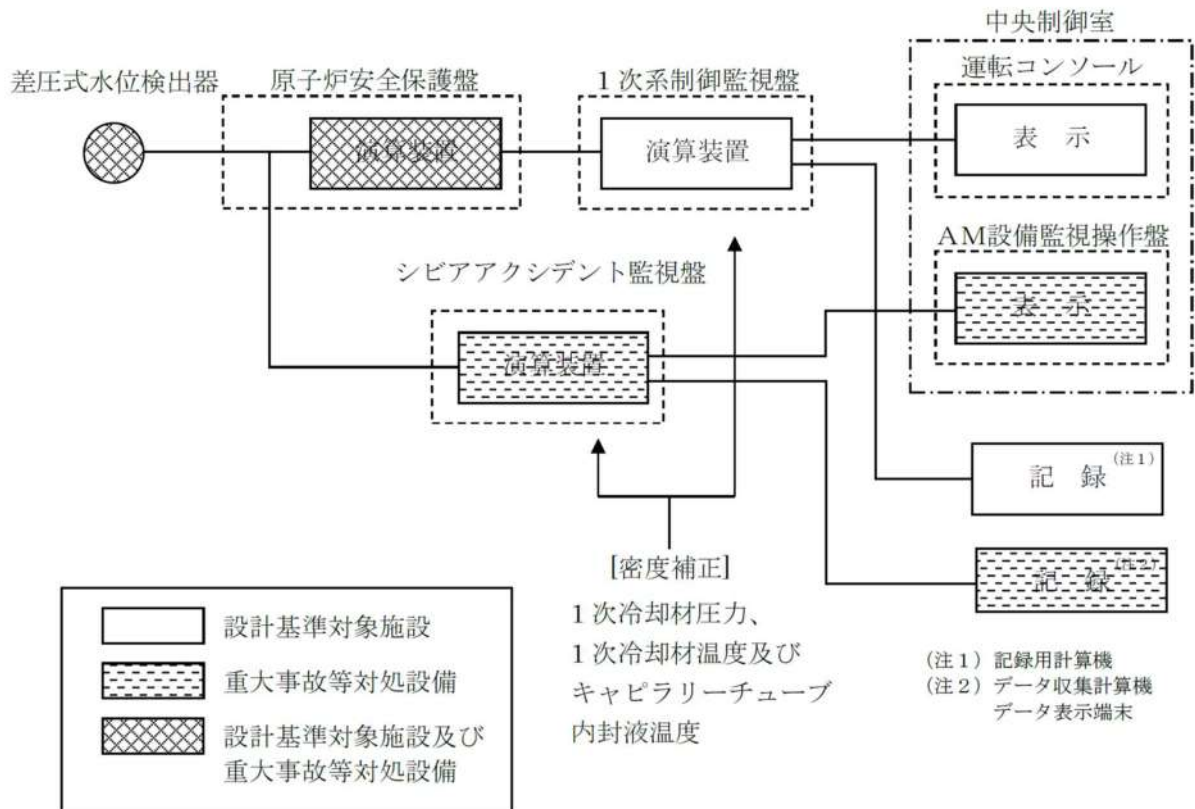 中央制御室
差圧式水位検出器
原子炉安全保護盤
１次系制御監視盤
運転コンソール
演算装置
演算装置
表　示
ＡＭ設備監視操作盤
シビアアクシデント監視盤
表　示
演算装置
記　録（注１）
記　録（注２）
[密度補正]
１次冷却材圧力、
１次冷却材温度及び
キャピラリーチューブ
内封液温度
設計基準対象施設
重大事故等対処設備
設計基準対象施設及び
重大事故等対処設備
（注１）記録用計算機
（注２）データ収集計算機
データ表示端末